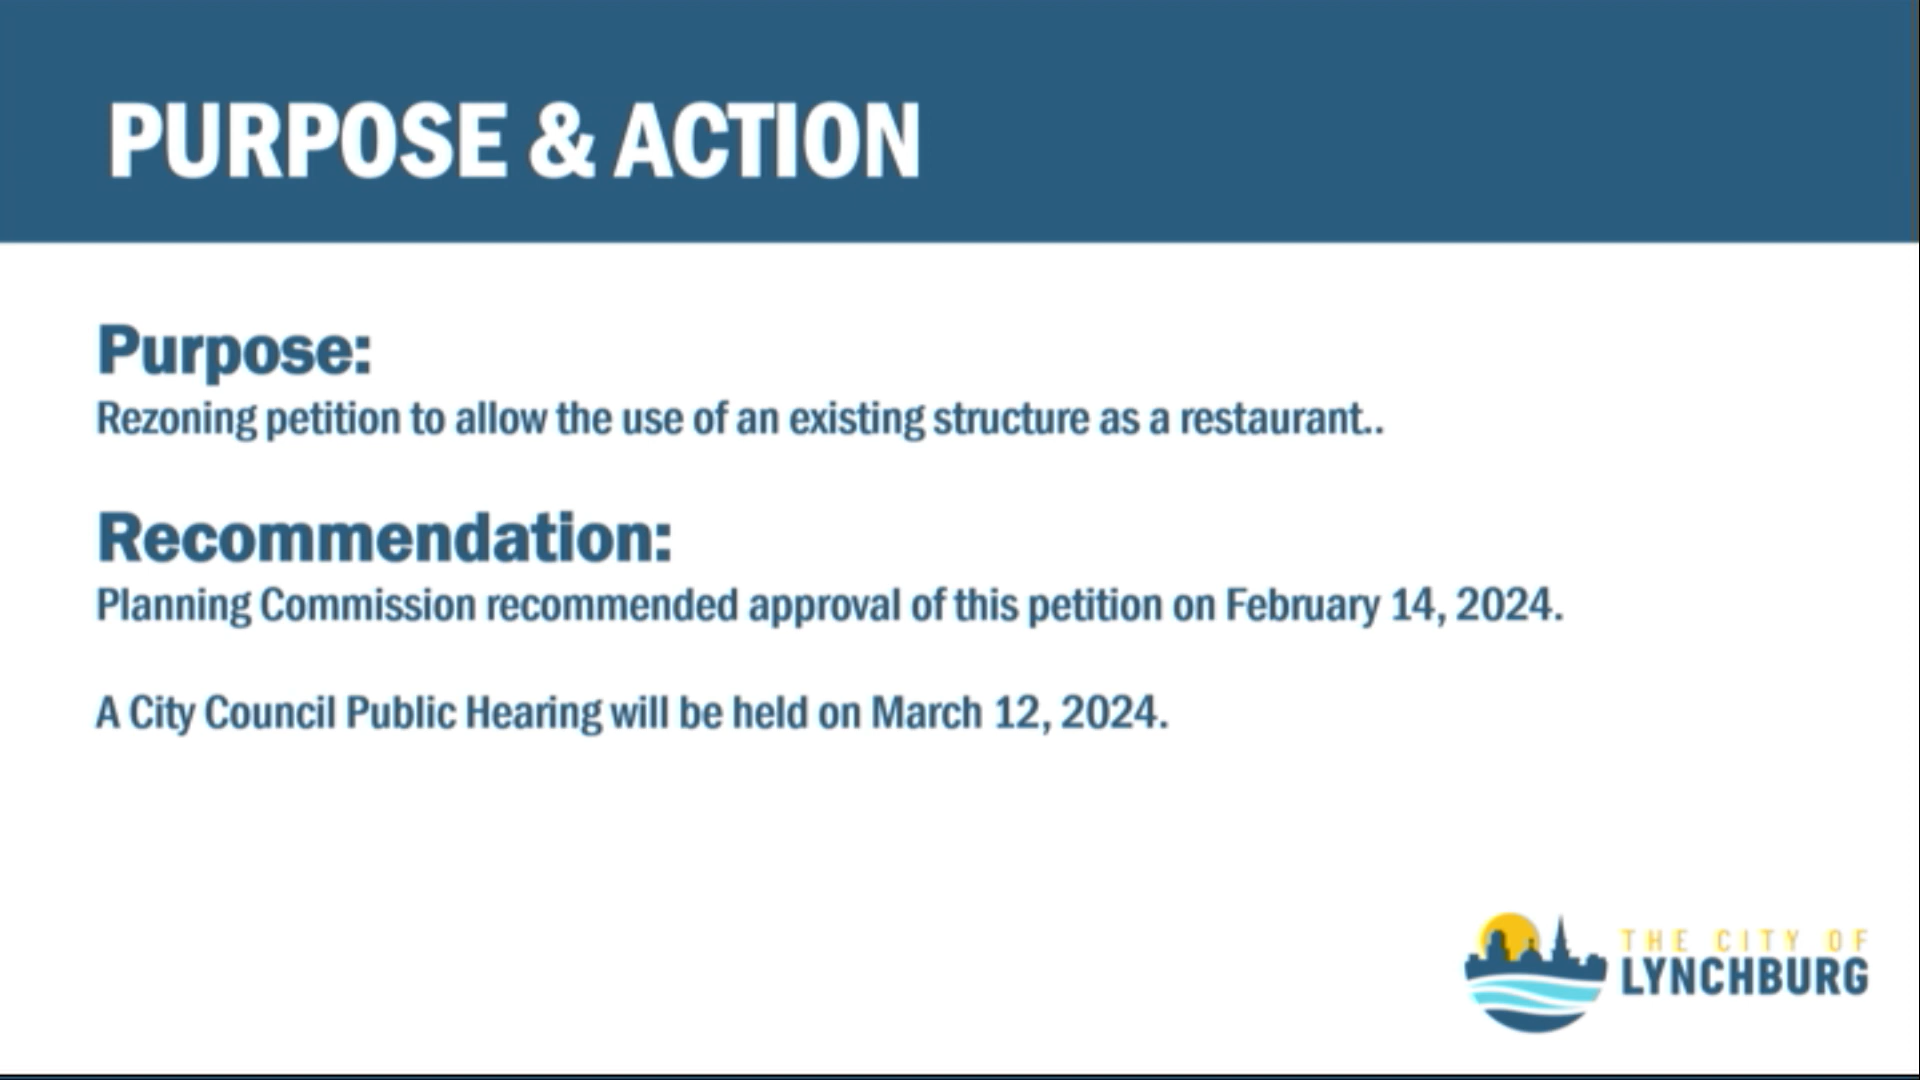 PURPOSE & ACTION
Purpose:
Rezoning petition to allow the use of an existing structure as a restaurant..
Recommendation:
Planning Commission recommended approval of this petition on February 14, 2024.
A City Council Public Hearing will be held on March 12, 2024.
THE CITY OF
LYNCHBURG